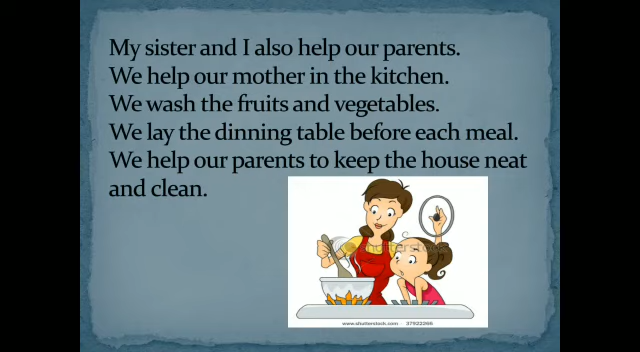 My sister and I also help our parents.
We help our mother in the kitchen.
We wash the fruits and vegetables.
We lay the dinning table before each meal.
We help our parents to keep the house neat
and clean.
www.shutterstock.com · 37922266